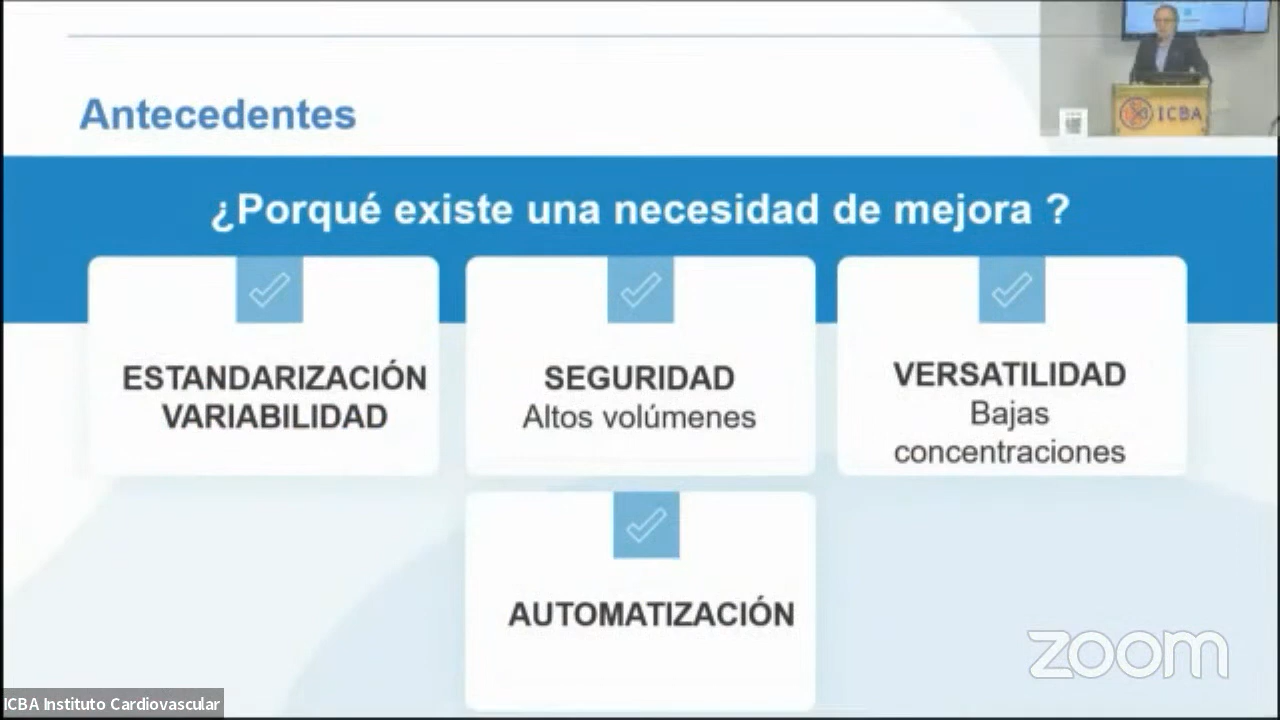 Antecedentes
ICBA
¿Porqué existe una necesidad de mejora ?
ESTANDARIZACIÓN
VARIABILIDAD
SEGURIDAD
Altos volúmenes
VERSATILIDAD
Bajas
concentraciones
AUTOMATIZACIÓN
zoom
ICBA Instituto Cardiovascular